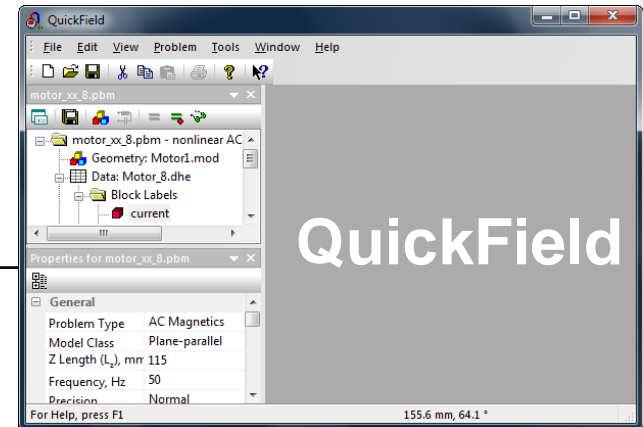 QuickField
File Edit View Problem Tools Window Help
motor_xx_8.pbm
motor_xx_8.pbm - nonlinear AC
Geometry: Motor1.mod
Data: Motor_8.dhe
Block Labels
current
QuickField
Properties for motor_xx_8.pbm
General
Problem Type AC Magnetics
Model Class Plane-parallel
Z Length (Lz), mm 115
Frequency, Hz 50
Precision Normal
For Help, press F1 155.6 mm, 64.1 °